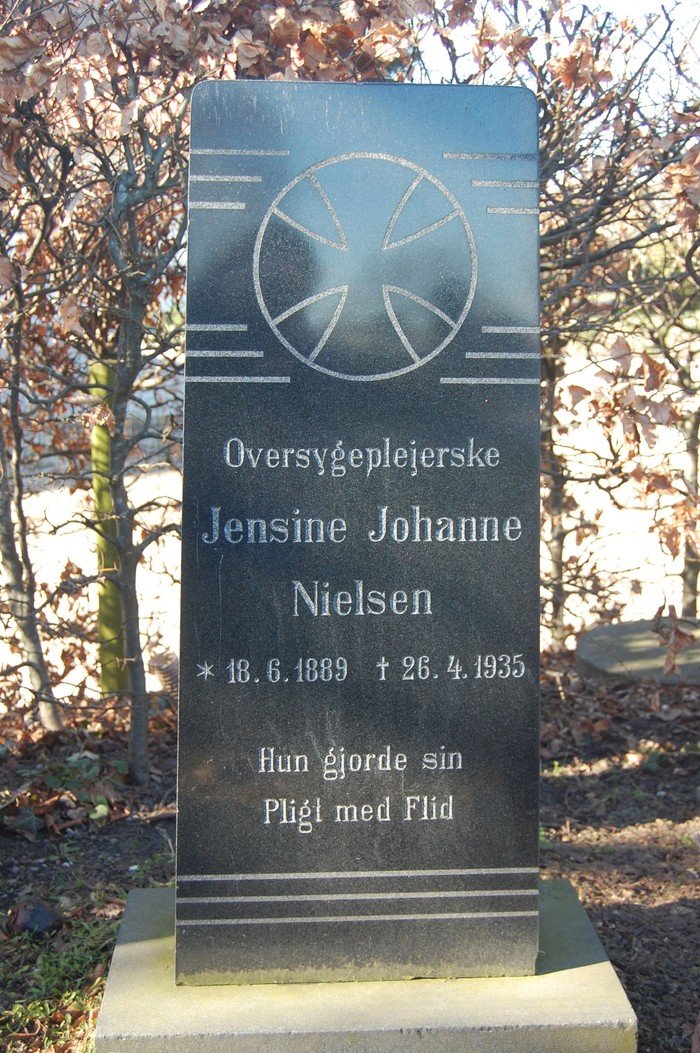 Oversygeplejerske
Jensine Johanne
Nielsen
* 18.6.1889 † 26.4.1935
Hun gjorde sin
Pligt med Flid